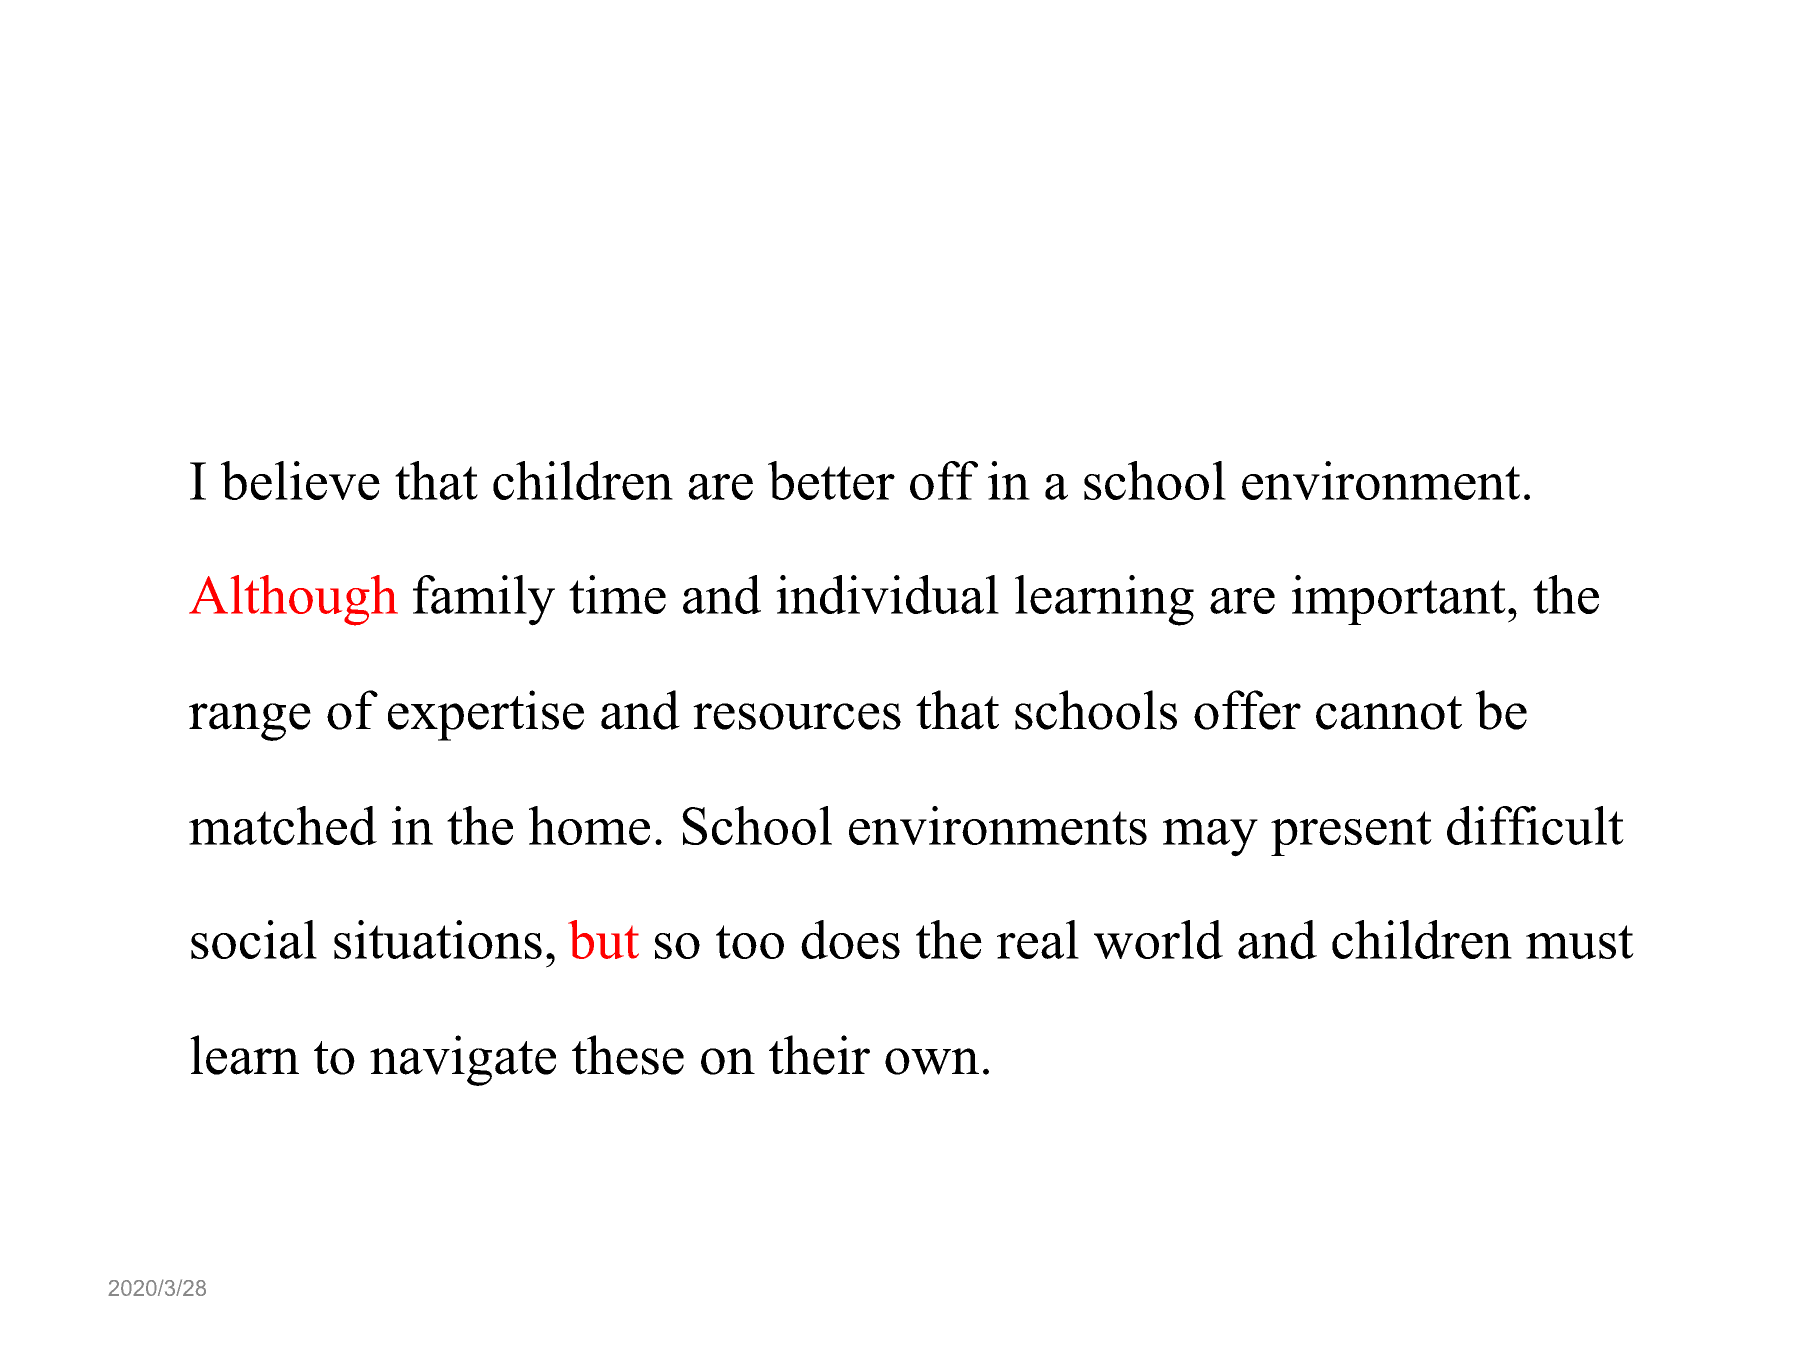 I believe that children are better off in a school environment.
Although family time and individual learning are important, the
range of expertise and resources that schools offer cannot be
matched in the home. School environments may present difficult
social situations, but so too does the real world and children must
learn to navigate these on their own.
2020/3/28